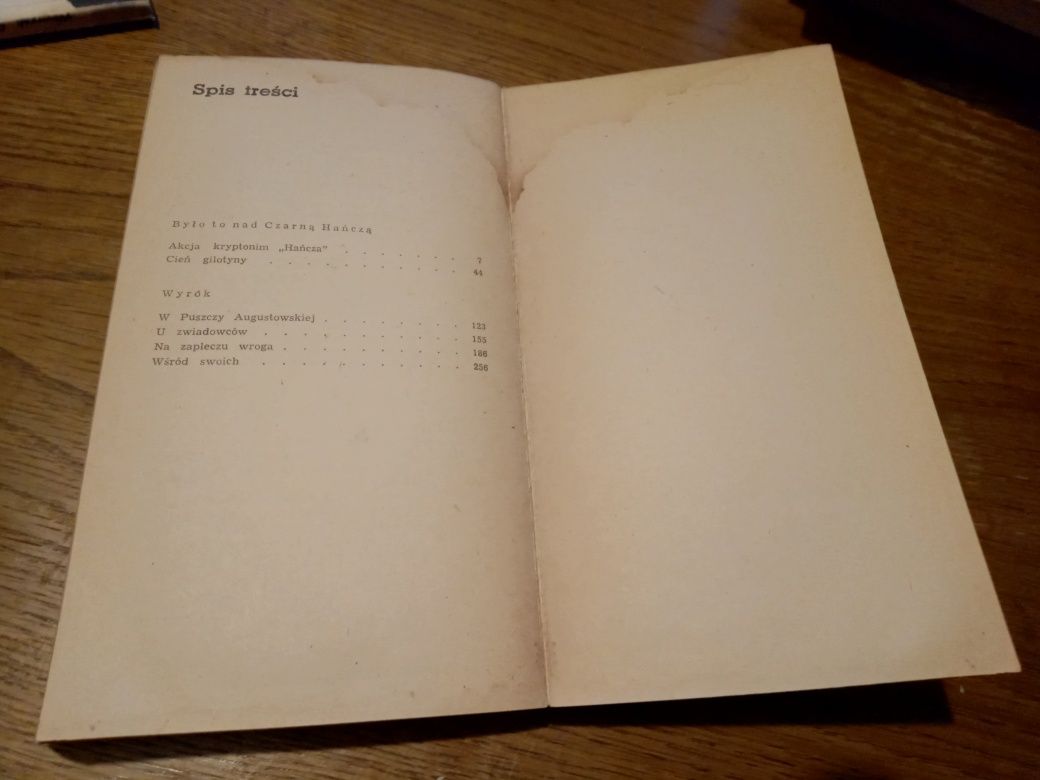 Spis treści
Było to nad Czarną Hańczą
Akcja kryptonim „Hańcza” . . . . . . . 7
Cień gilotyny . . . . . . . . . 44
Wyrok
W Puszczy Augustowskiej . . . . . . . . 123
U zwiadowców . . . . . . . . . 155
Na zapleczu wroga . . . . . . . . . 186
Wśród swoich . . . . . . . . . 256